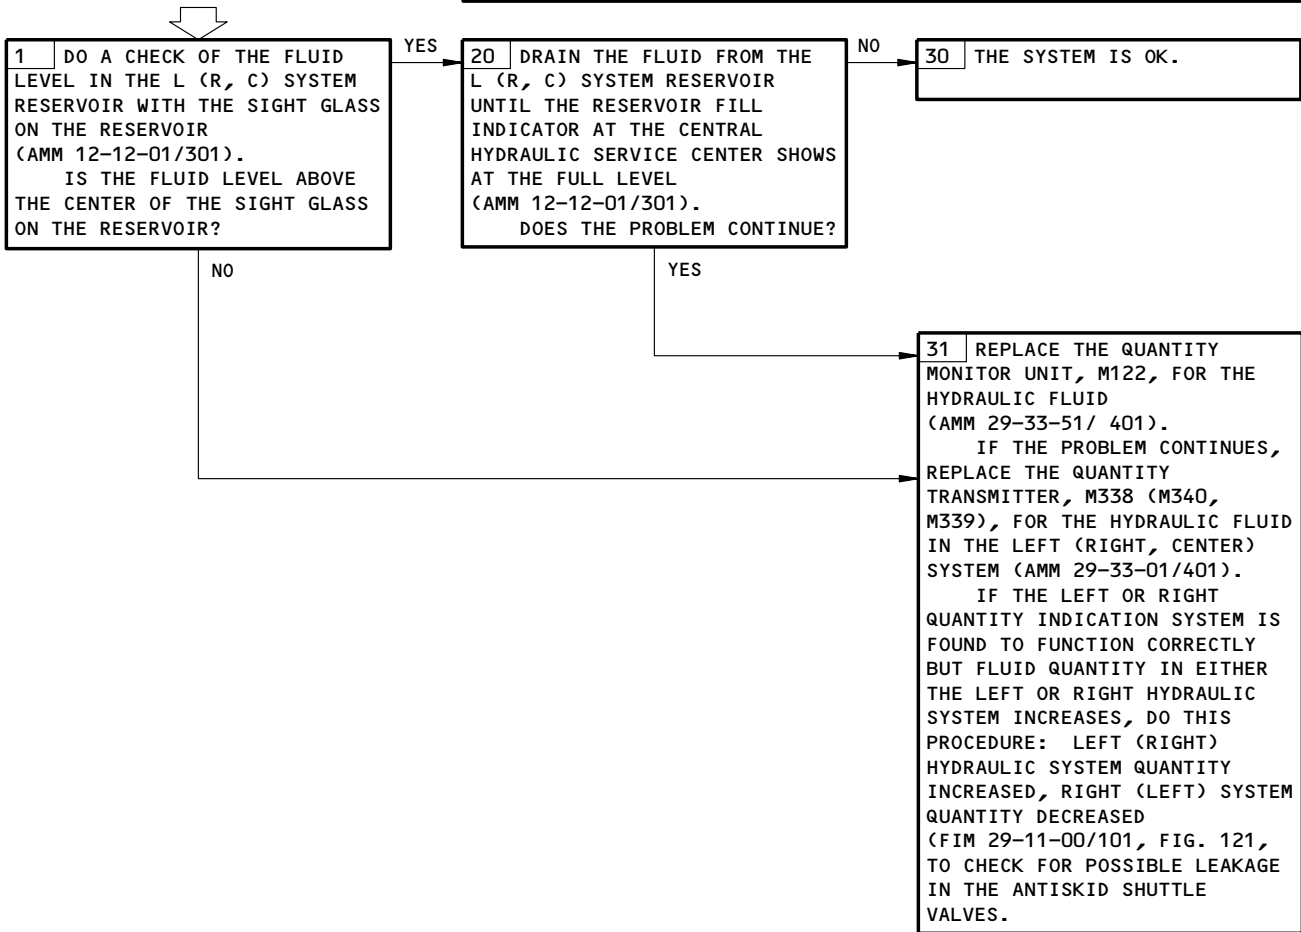 1 DO A CHECK OF THE FLUID
LEVEL IN THE L (R, C) SYSTEM
RESERVOIR WITH THE SIGHT GLASS
ON THE RESERVOIR
(AMM 12-12-01/301).
IS THE FLUID LEVEL ABOVE
THE CENTER OF THE SIGHT GLASS
ON THE RESERVOIR?
YES
NO
20 DRAIN THE FLUID FROM THE
L (R, C) SYSTEM RESERVOIR
UNTIL THE RESERVOIR FILL
INDICATOR AT THE CENTRAL
HYDRAULIC SERVICE CENTER SHOWS
AT THE FULL LEVEL
(AMM 12-12-01/301).
DOES THE PROBLEM CONTINUE?
NO
YES
30 THE SYSTEM IS OK.
31 REPLACE THE QUANTITY
MONITOR UNIT, M122, FOR THE
HYDRAULIC FLUID
(AMM 29-33-51/ 401).
IF THE PROBLEM CONTINUES,
REPLACE THE QUANTITY
TRANSMITTER, M338 (M340,
M339), FOR THE HYDRAULIC FLUID
IN THE LEFT (RIGHT, CENTER)
SYSTEM (AMM 29-33-01/401).
IF THE LEFT OR RIGHT
QUANTITY INDICATION SYSTEM IS
FOUND TO FUNCTION CORRECTLY
BUT FLUID QUANTITY IN EITHER
THE LEFT OR RIGHT HYDRAULIC
SYSTEM INCREASES, DO THIS
PROCEDURE: LEFT (RIGHT)
HYDRAULIC SYSTEM QUANTITY
INCREASED, RIGHT (LEFT) SYSTEM
QUANTITY DECREASED
(FIM 29-11-00/101, FIG. 121,
TO CHECK FOR POSSIBLE LEAKAGE
IN THE ANTISKID SHUTTLE
VALVES.